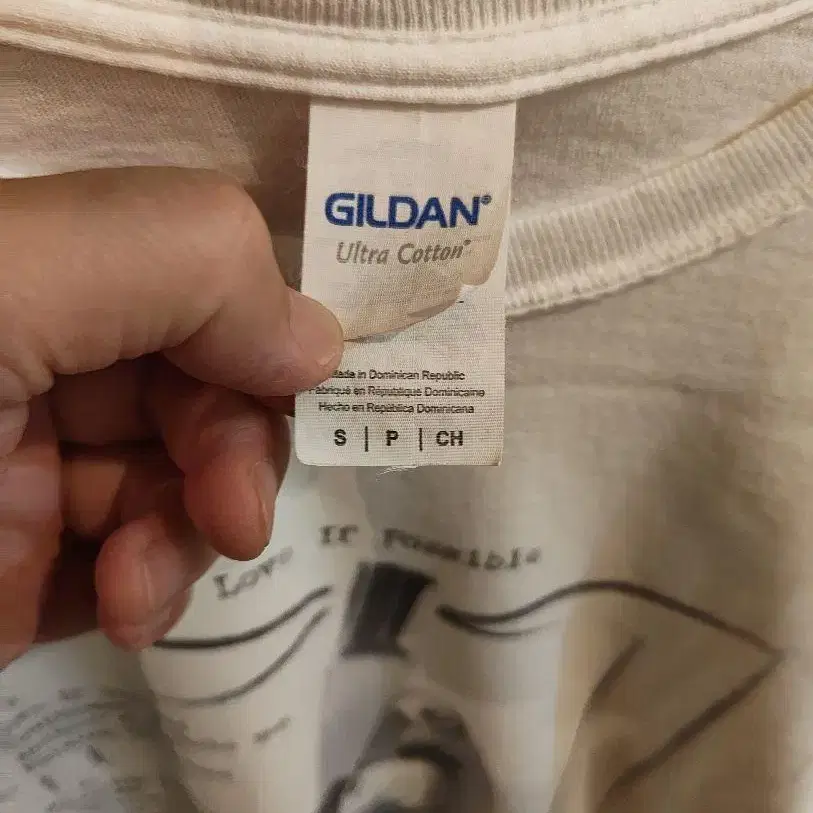 GILDAN®
Ultra Cotton®
Made in Dominican Republic
Fabriqué en République Dominicaine
Hecho en República Dominicana
S | P | CH
Love Is Possible